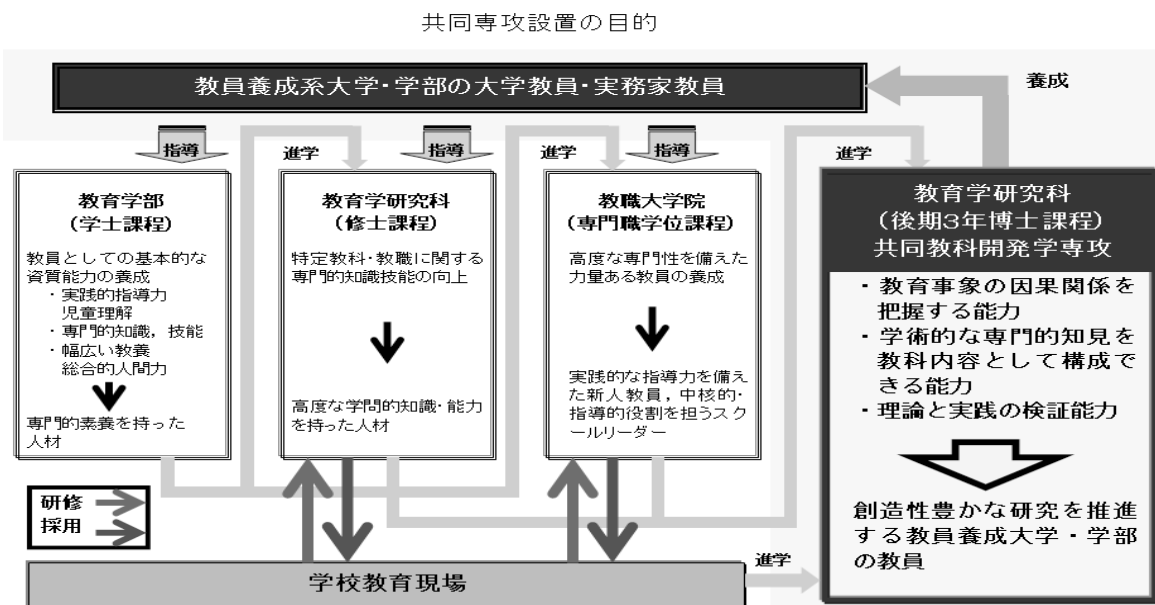 共同専攻設置の目的
教員養成系大学・学部の大学教員・実務家教員
養成
指導
進学
指導
進学
指導
進学
教育学部
(学士課程)
教員としての基本的な
資質能力の養成
・実践的指導力
児童理解
・専門的知識，技能
・幅広い教養
総合的人間力
専門的素養を持った
人材
教育学研究科
(修士課程)
特定教科・教職に関する
専門的知識技能の向上
高度な学問的知識・能力
を持った人材
教職大学院
(専門職学位課程)
高度な専門性を備えた
力量ある教員の養成
実践的な指導力を備え
た新人教員，中核的・
指導的役割を担うスク
ールリーダー
教育学研究科
(後期3年博士課程)
共同教科開発学専攻
・教育事象の因果関係を
把握する能力
・学術的な専門的知見を
教科内容として構成で
きる能力
・理論と実践の検証能力
創造性豊かな研究を推進
する教員養成大学・学部
の教員
研修
採用
学校教育現場
進学